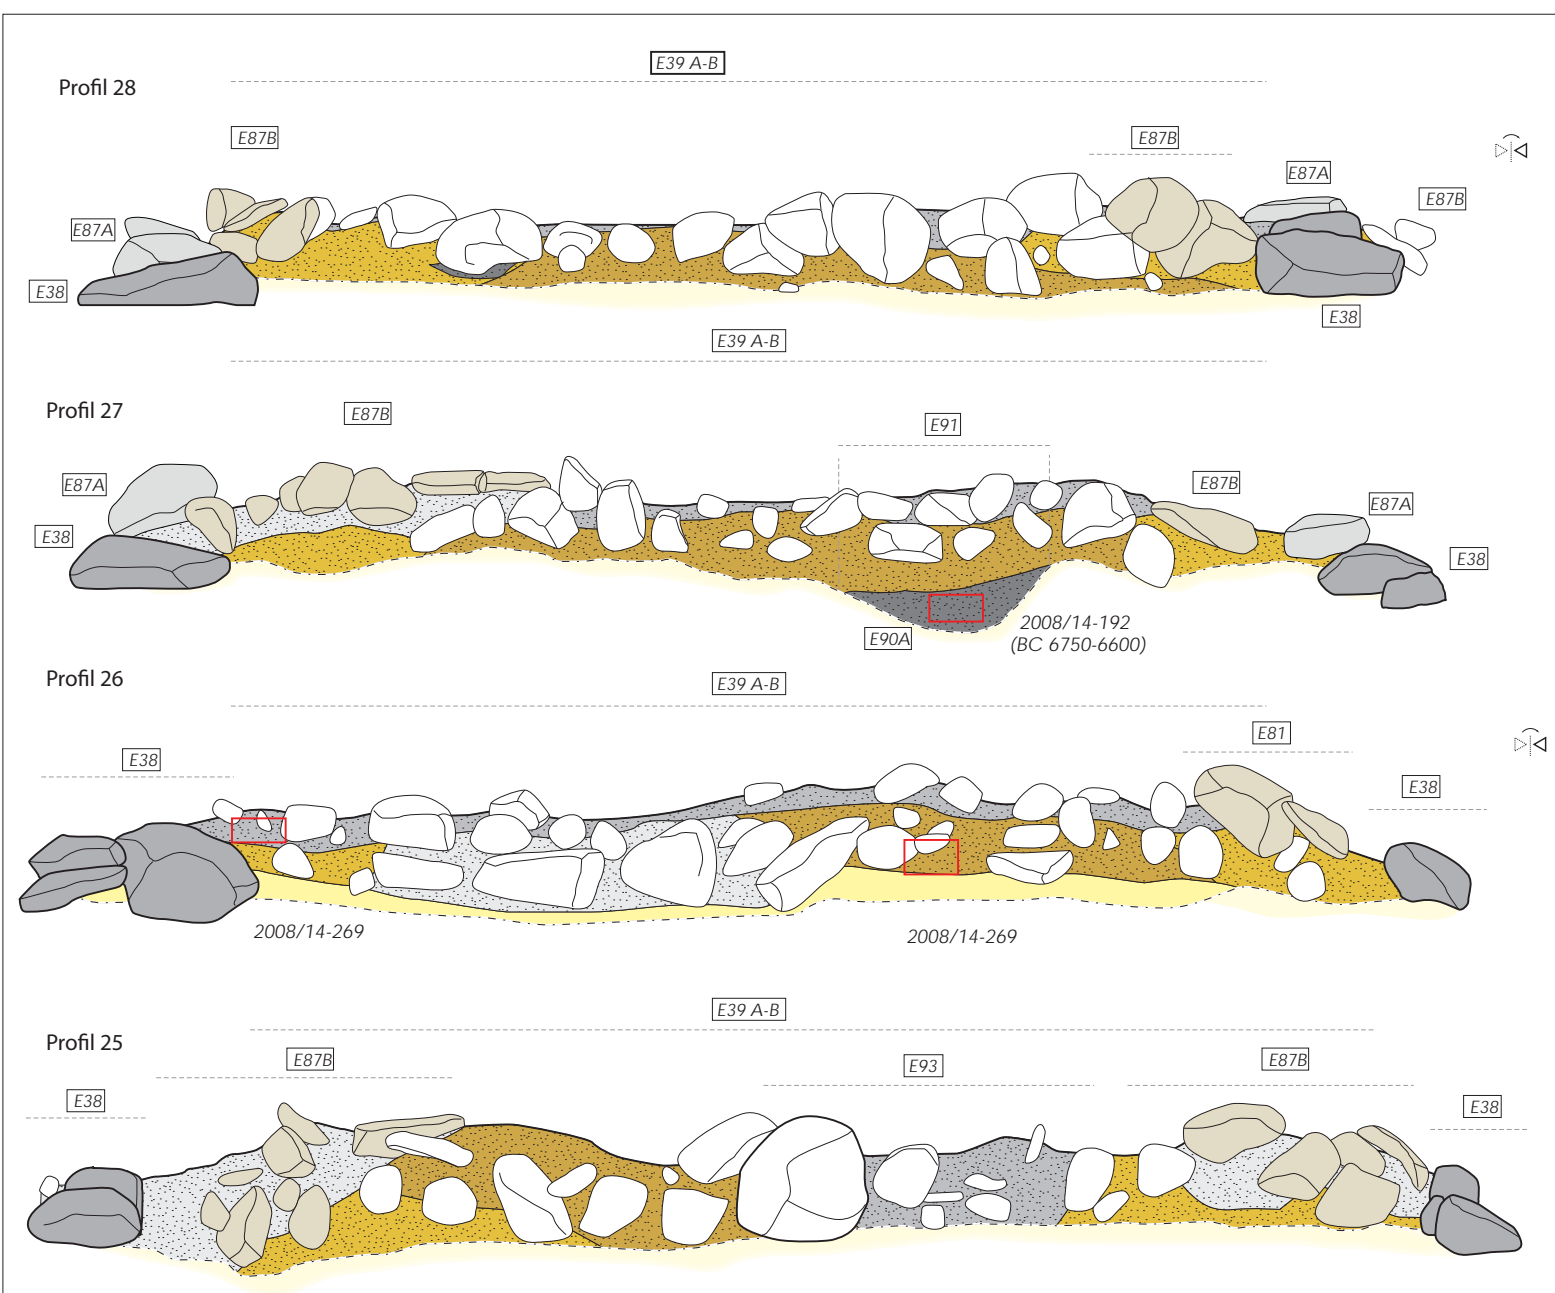 E39 A-B
Profil 28
E87B
E87B
E87A
E87B
E87A
E38
E38
E39 A-B
Profil 27
E87B
E91
E87A
E87B
E87A
E38
E38
2008/14-192
(BC 6750-6600)
E90A
Profil 26
E39 A-B
E81
E38
E38
2008/14-269
2008/14-269
E39 A-B
Profil 25
E87B
E93
E87B
E38
E38